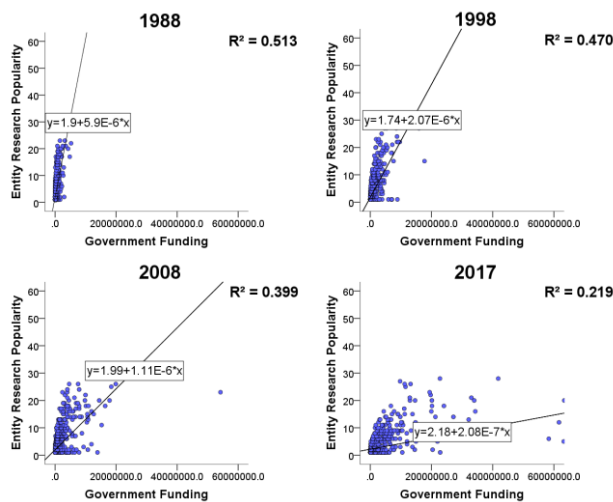 1988
R² = 0.513
60
50
40
30
20
10
0
Entity Research Popularity
y=1.9+5.9E-6*x
.0 20000000.0 40000000.0 60000000.0
Government Funding
1998
R² = 0.470
60
50
40
30
20
10
0
Entity Research Popularity
y=1.74+2.07E-6*x
.0 20000000.0 40000000.0 60000000.0
Government Funding
2008
R² = 0.399
60
50
40
30
20
10
0
Entity Research Popularity
y=1.99+1.11E-6*x
.0 20000000.0 40000000.0 60000000.0
Government Funding
2017
R² = 0.219
60
50
40
30
20
10
0
Entity Research Popularity
y=2.18+2.08E-7*x
.0 20000000.0 40000000.0 60000000.0
Government Funding